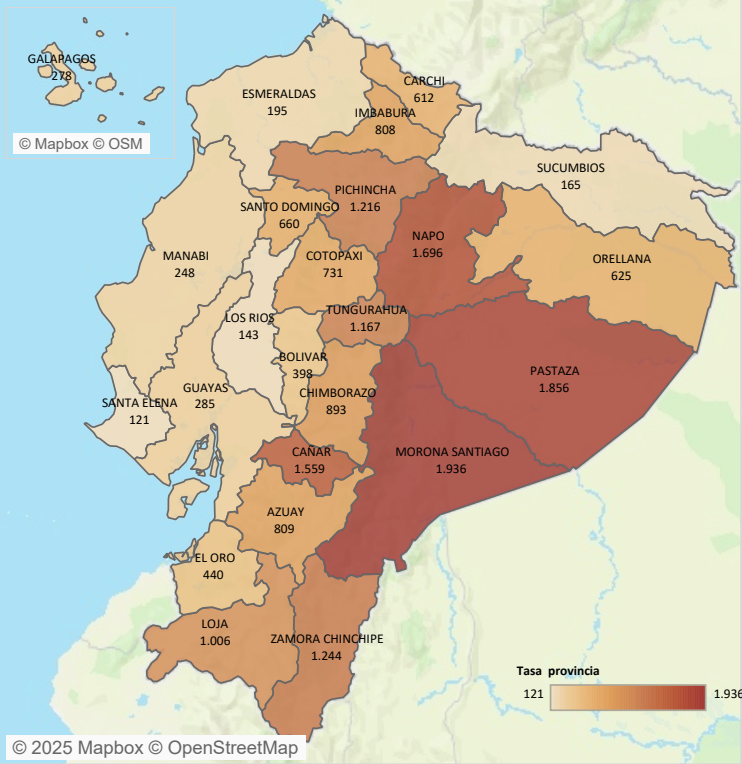 GALAPAGOS
278
© Mapbox © OSM
ESMERALDAS
195
CARCHI
612
IMBABURA
808
SUCUMBIOS
165
PICHINCHA
1.216
SANTO DOMINGO
660
NAPO
1.696
MANABI
248
COTOPAXI
731
ORELLANA
625
LOS RIOS
143
TUNGURAHUA
1.167
BOLIVAR
398
PASTAZA
1.856
GUAYAS
285
CHIMBORAZO
893
SANTA ELENA
121
CAÑAR
1.559
MORONA SANTIAGO
1.936
AZUAY
809
EL ORO
440
LOJA
1.006
ZAMORA CHINCHIPE
1.244
Tasa provincia
121 1.936
© 2025 Mapbox © OpenStreetMap